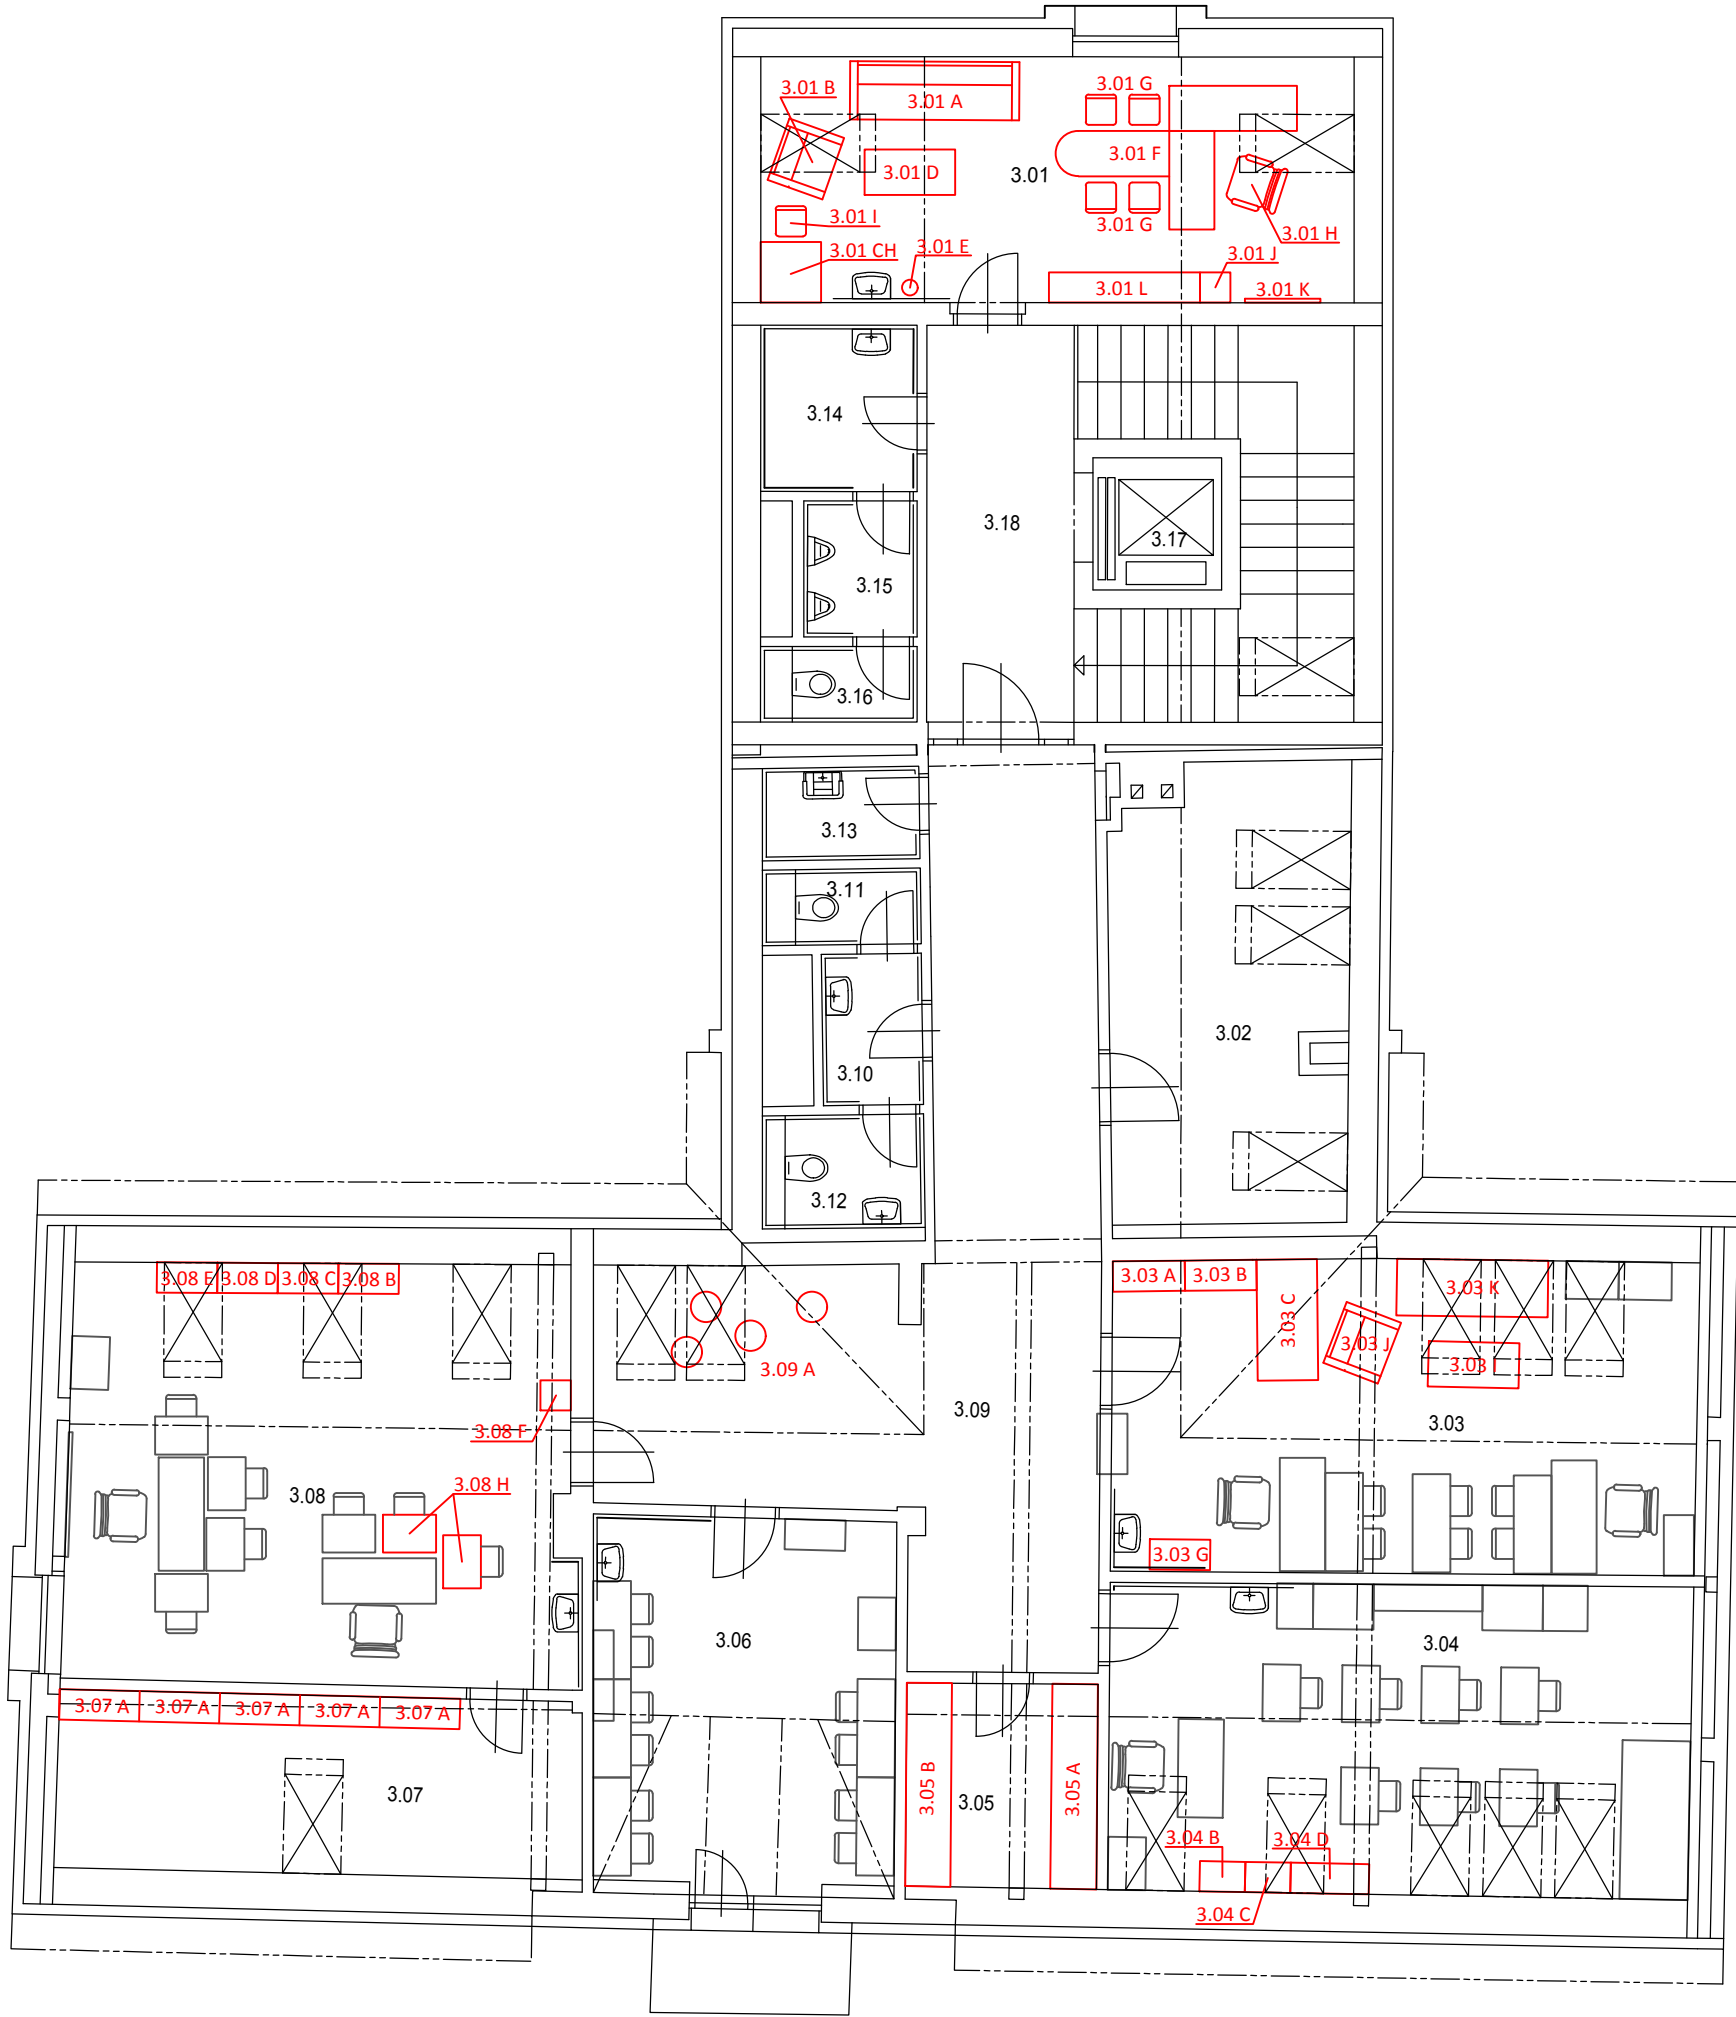 3.01 B
3.01 A
3.01 G
3.01 F
3.01 D
3.01
3.01 I
3.01 G
3.01 H
3.01 CH
3.01 E
3.01 J
3.01 L
3.01 K
3.14
3.18
3.17
3.15
3.16
3.13
3.11
3.02
3.10
3.12
3.08 E
3.08 D
3.08 C
3.08 B
3.03 A
3.03 B
3.03 C
3.03 K
3.03 J
3.03 I
3.09 A
3.09
3.03
3.08 F
3.08 H
3.08
3.03 G
3.06
3.04
3.07 A
3.07 A
3.07 A
3.07 A
3.07 A
3.07
3.05 B
3.05
3.05 A
3.04 B
3.04 D
3.04 C